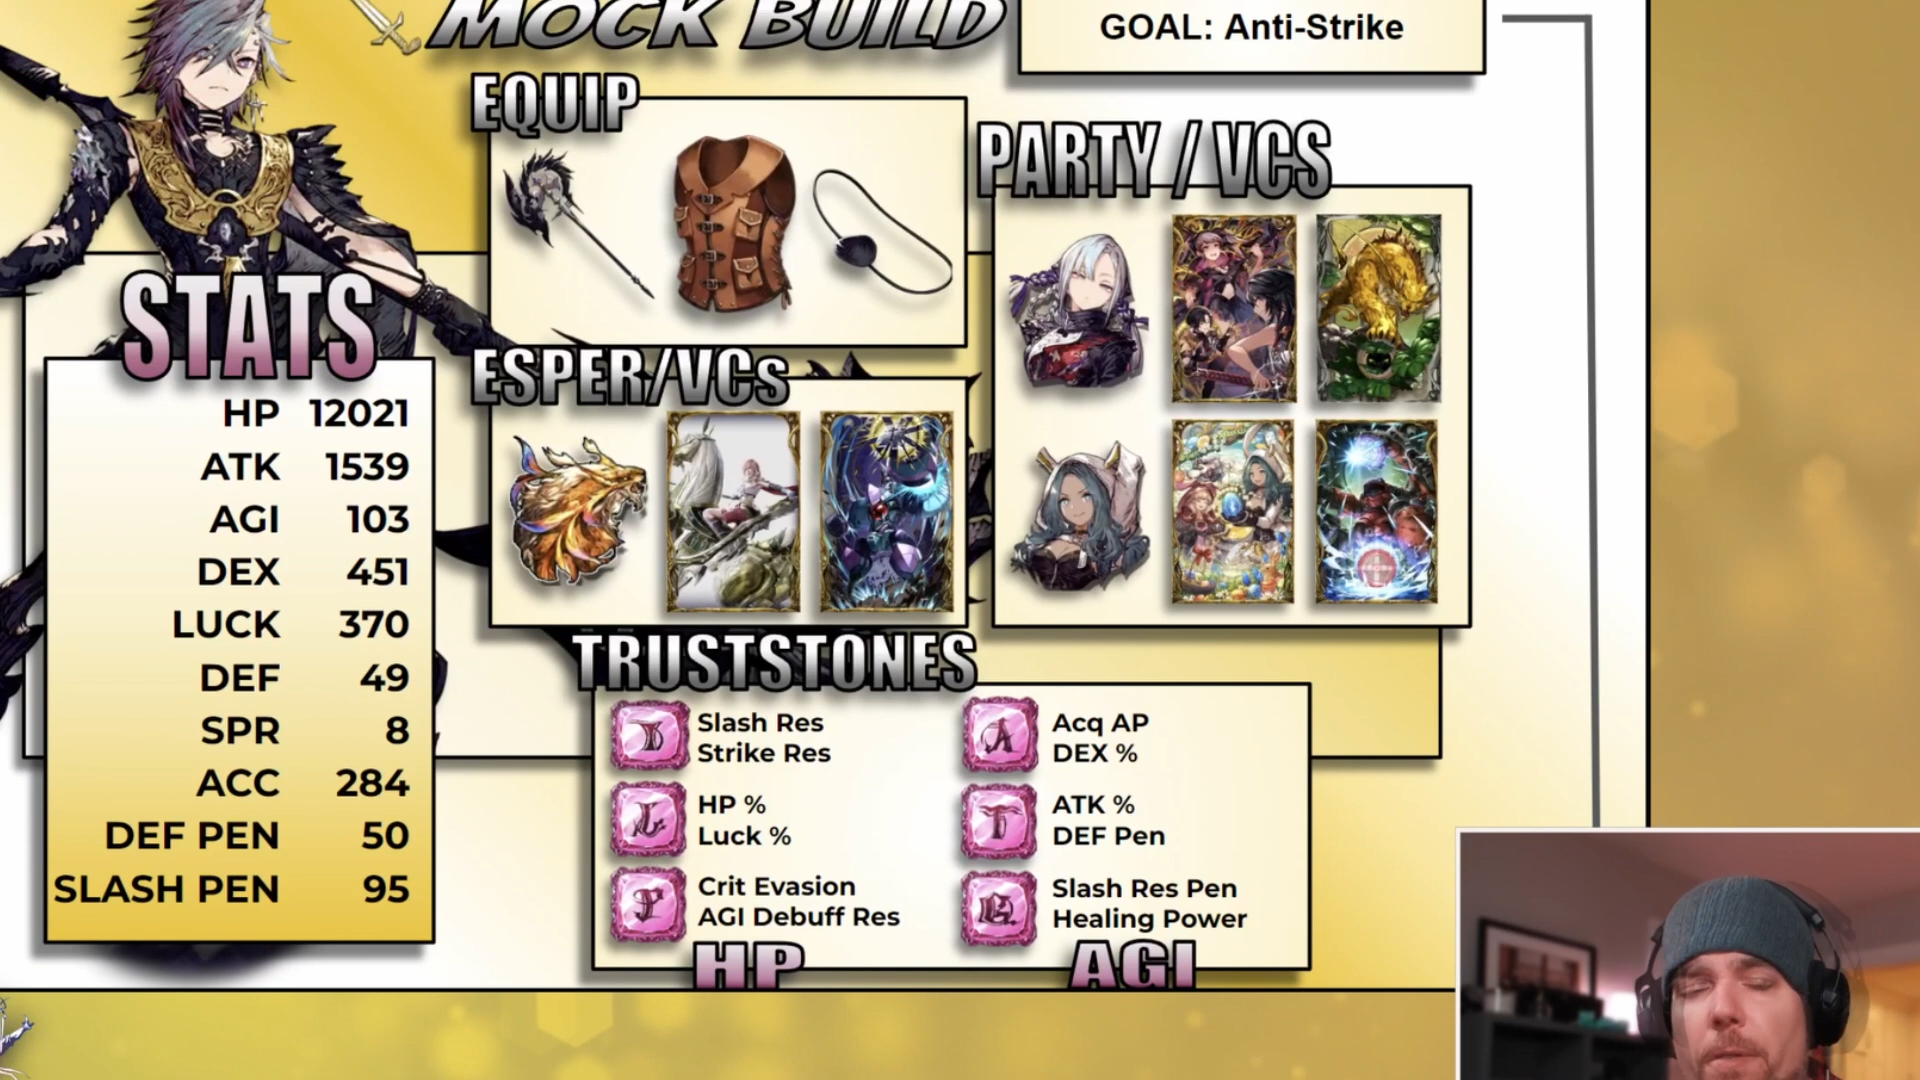 MOCK BUILD
GOAL: Anti-Strike
EQUIP
PARTY / VCS
STATS
HP 12021
ATK 1539
AGI 103
DEX 451
LUCK 370
DEF 49
SPR 8
ACC 284
DEF PEN 50
SLASH PEN 95
ESPER/VCs
TRUSTSTONES
Slash Res
Strike Res
HP %
Luck %
Crit Evasion
AGI Debuff Res
HP
Acq AP
DEX %
ATK %
DEF Pen
Slash Res Pen
Healing Power
AGI